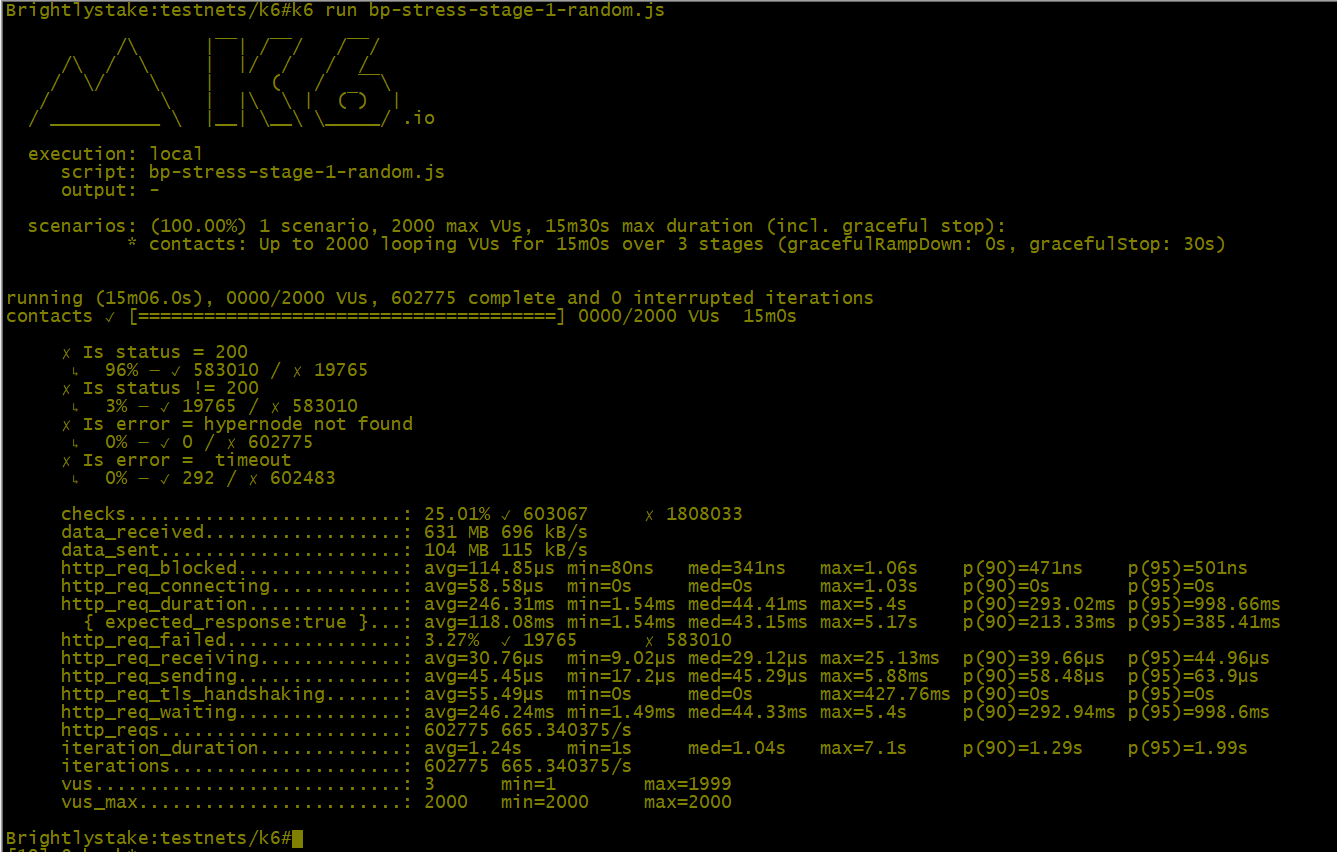 Brightlystake:testnets/k6#k6 run bp-stress-stage-1-random.js
.io
execution: local
script: bp-stress-stage-1-random.js
output: -
scenarios: (100.00%) 1 scenario, 2000 max VUs, 15m30s max duration (incl. graceful stop):
* contacts: Up to 2000 looping VUs for 15m0s over 3 stages (gracefulRampDown: 0s, gracefulStop: 30s)
running (15m06.0s), 0000/2000 VUs, 602775 complete and 0 interrupted iterations
contacts ✓ [======================================] 0000/2000 VUs  15m0s
✗ Is status = 200
↳  96% — ✓ 583010 / ✗ 19765
✗ Is status != 200
↳  3% — ✓ 19765 / ✗ 583010
✗ Is error = hypernode not found
↳  0% — ✓ 0 / ✗ 602775
✗ Is error =  timeout
↳  0% — ✓ 292 / ✗ 602483
checks.........................: 25.01% ✓ 603067     ✗ 1808033
data_received..................: 631 MB 696 kB/s
data_sent......................: 104 MB 115 kB/s
http_req_blocked...............: avg=114.85µs min=80ns   med=341ns   max=1.06s    p(90)=471ns    p(95)=501ns
http_req_connecting............: avg=58.58µs  min=0s     med=0s      max=1.03s    p(90)=0s       p(95)=0s
http_req_duration..............: avg=246.31ms min=1.54ms med=44.41ms max=5.4s     p(90)=293.02ms p(95)=998.66ms
{ expected_response:true }...: avg=118.08ms min=1.54ms med=43.15ms max=5.17s    p(90)=213.33ms p(95)=385.41ms
http_req_failed................: 3.27%  ✓ 19765      ✗ 583010
http_req_receiving.............: avg=30.76µs  min=9.02µs med=29.12µs max=25.13ms  p(90)=39.66µs  p(95)=44.96µs
http_req_sending...............: avg=45.45µs  min=17.2µs med=45.29µs max=5.88ms   p(90)=58.48µs  p(95)=63.9µs
http_req_tls_handshaking.......: avg=55.49µs  min=0s     med=0s      max=427.76ms p(90)=0s       p(95)=0s
http_req_waiting...............: avg=246.24ms min=1.49ms med=44.33ms max=5.4s     p(90)=292.94ms p(95)=998.6ms
http_reqs......................: 602775 665.340375/s
iteration_duration.............: avg=1.24s    min=1s     med=1.04s   max=7.1s     p(90)=1.29s    p(95)=1.99s
iterations.....................: 602775 665.340375/s
vus............................: 3      min=1        max=1999
vus_max........................: 2000   min=2000     max=2000
Brightlystake:testnets/k6#